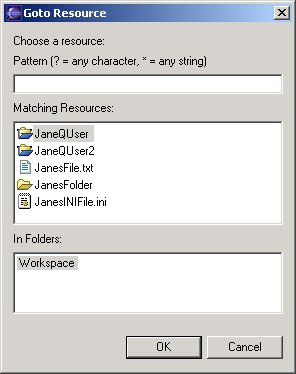 Goto Resource
Choose a resource:
Pattern (? = any character, * = any string)
Matching Resources:
JaneQUser
JaneQUser2
JanesFile.txt
JanesFolder
JanesINIFile.ini
In Folders:
Workspace
OK
Cancel